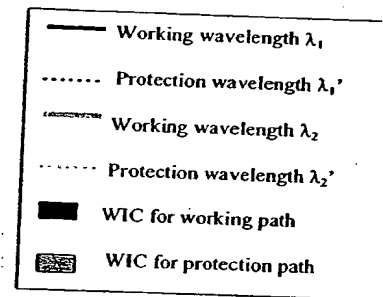 Working wavelength λ₁
Protection wavelength λ₁'
Working wavelength λ₂
Protection wavelength λ₂'
WIC for working path
WIC for protection path